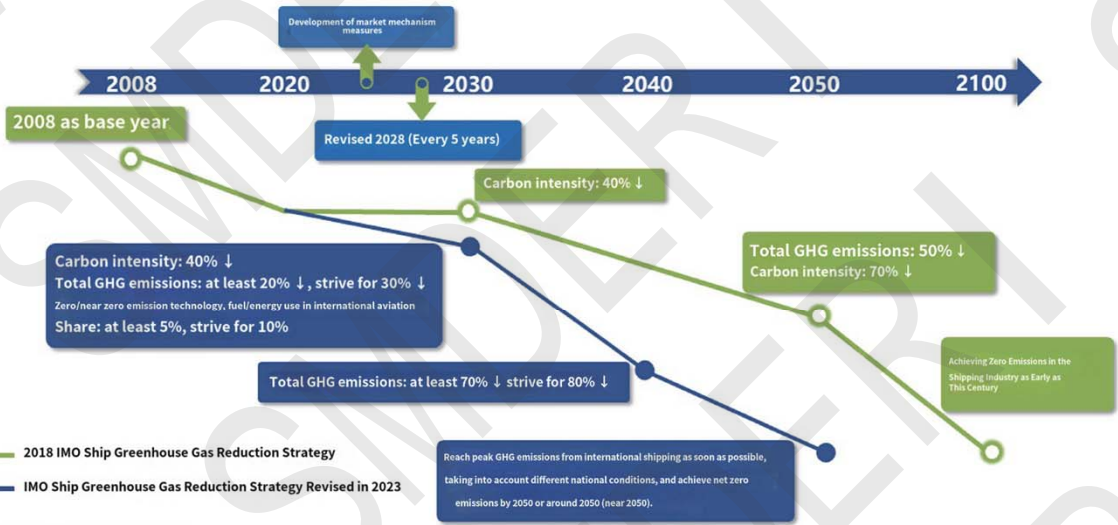 Development of market mechanism
measures
2008
2020
2030
2040
2050
2100
2008 as base year
Revised 2028 (Every 5 years)
Carbon intensity: 40% ↓
Carbon intensity: 40% ↓
Total GHG emissions: at least 20% ↓, strive for 30% ↓
Zero/near zero emission technology, fuel/energy use in international aviation
Share: at least 5%, strive for 10%
Total GHG emissions: 50% ↓
Carbon intensity: 70% ↓
Total GHG emissions: at least 70% ↓ strive for 80% ↓
Achieving Zero Emissions in the
Shipping Industry as Early as
This Century
2018 IMO Ship Greenhouse Gas Reduction Strategy
IMO Ship Greenhouse Gas Reduction Strategy Revised in 2023
Reach peak GHG emissions from international shipping as soon as possible,
taking into account different national conditions, and achieve net zero
emissions by 2050 or around 2050 (near 2050).
SMDERI